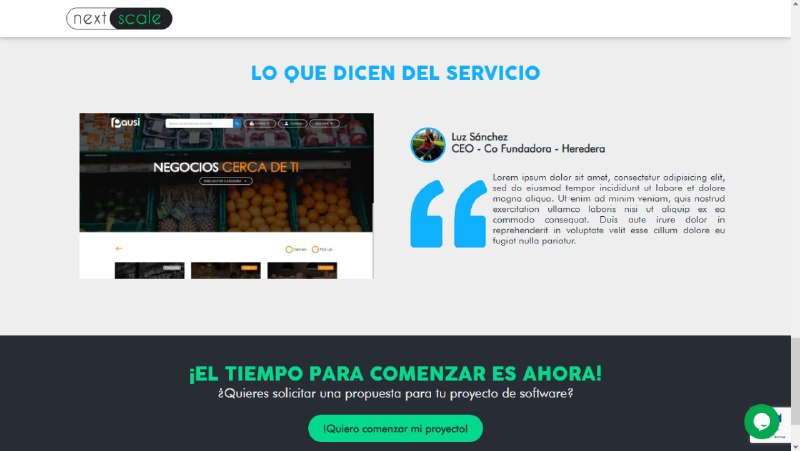 next scale
LO QUE DICEN DEL SERVICIO
Pausi
NEGOCIOS CERCA DE TI
Luz Sánchez
CEO - Co Fundadora - Heredera
Lorem ipsum dolor sit amet, consectetur adipisicing elit,
sed do eiusmod tempor incididunt ut labore et dolore
magna aliqua. Ut enim ad minim veniam, quis nostrud
exercitation ullamco laboris nisi ut aliquip ex ea
commodo consequat. Duis aute irure dolor in
reprehenderit in voluptate velit esse cillum dolore eu
fugiat nulla pariatur.
¡EL TIEMPO PARA COMENZAR ES AHORA!
¿Quieres solicitar una propuesta para tu proyecto de software?
¡Quiero comenzar mi proyecto!